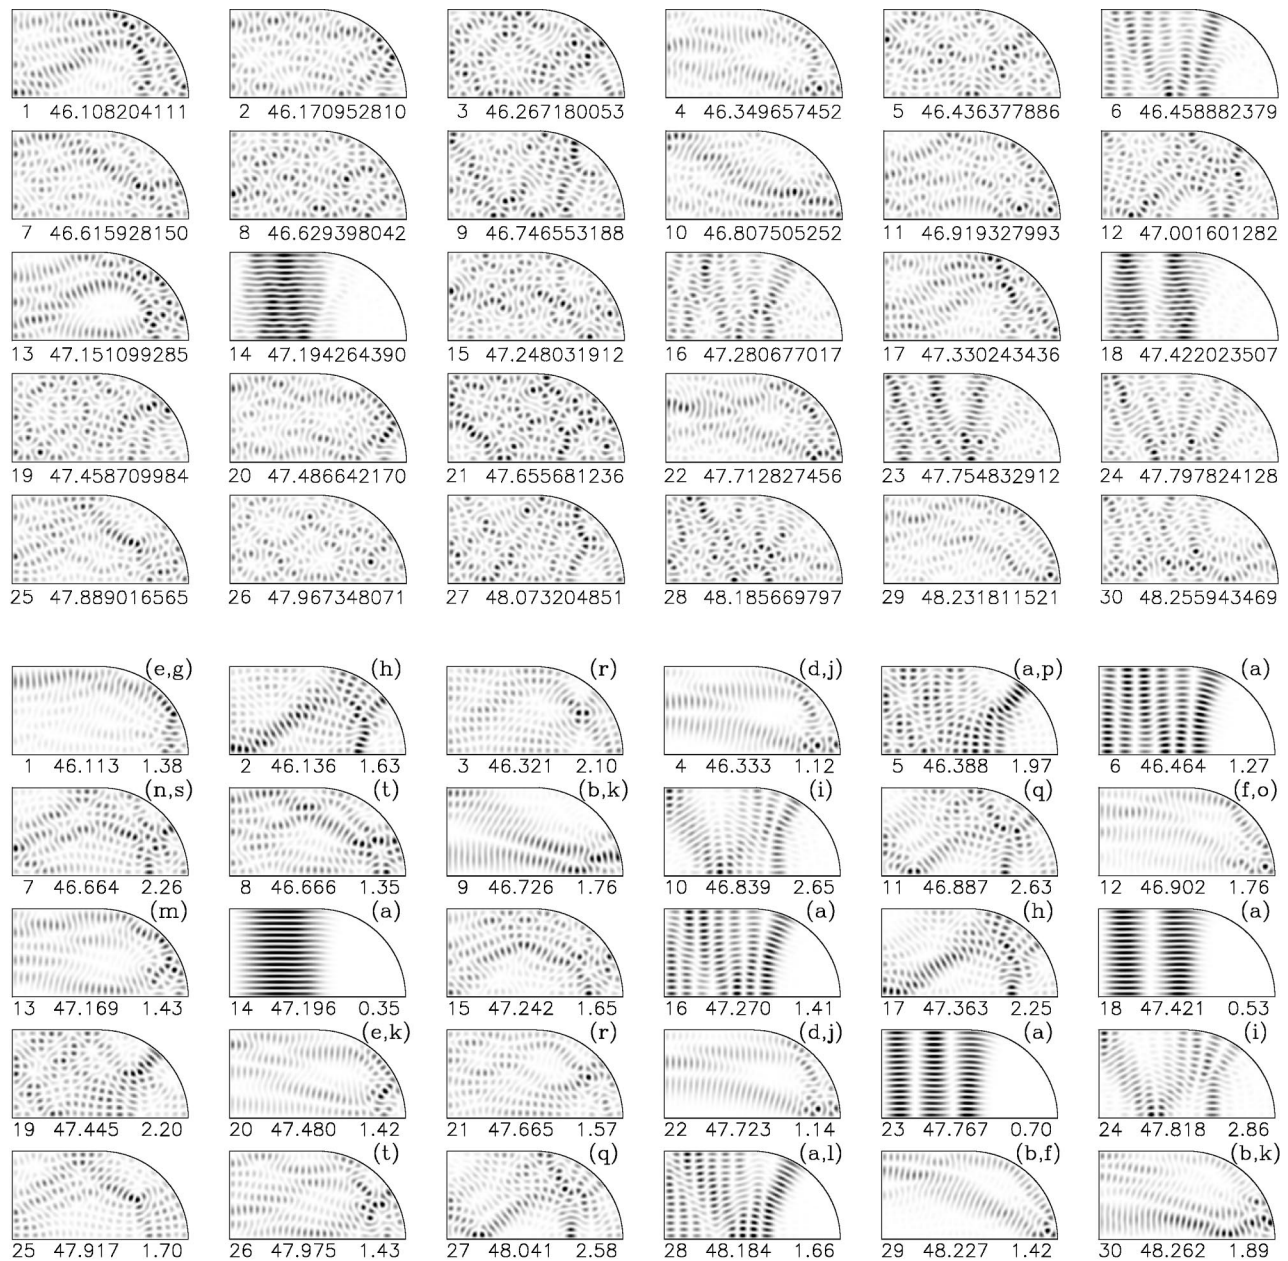 1 46.108204111 2 46.170952810 3 46.267180053 4 46.349657452 5 46.436377886 6 46.458882379
7 46.615928150 8 46.629398042 9 46.746553188 10 46.807505252 11 46.919327993 12 47.001601282
13 47.151099285 14 47.194264390 15 47.248031912 16 47.280677017 17 47.330243436 18 47.422023507
19 47.458709984 20 47.486642170 21 47.655681236 22 47.712827456 23 47.754832912 24 47.797824128
25 47.889016565 26 47.967348071 27 48.073204851 28 48.185669797 29 48.231811521 30 48.255943469
(e,g) (h) (r) (d,j) (a,p) (a)
1 46.113 1.38 2 46.136 1.63 3 46.321 2.10 4 46.333 1.12 5 46.388 1.97 6 46.464 1.27
(n,s) (t) (b,k) (i) (q) (f,o)
7 46.664 2.26 8 46.666 1.35 9 46.726 1.76 10 46.839 2.65 11 46.887 2.63 12 46.902 1.76
(m) (a) (a) (h) (a)
13 47.169 1.43 14 47.196 0.35 15 47.242 1.65 16 47.270 1.41 17 47.363 2.25 18 47.421 0.53
(e,k) (r) (d,j) (a) (i)
19 47.445 2.20 20 47.480 1.42 21 47.665 1.57 22 47.723 1.14 23 47.767 0.70 24 47.818 2.86
(t) (q) (a,l) (b,f) (b,k)
25 47.917 1.70 26 47.975 1.43 27 48.041 2.58 28 48.184 1.66 29 48.227 1.42 30 48.262 1.89